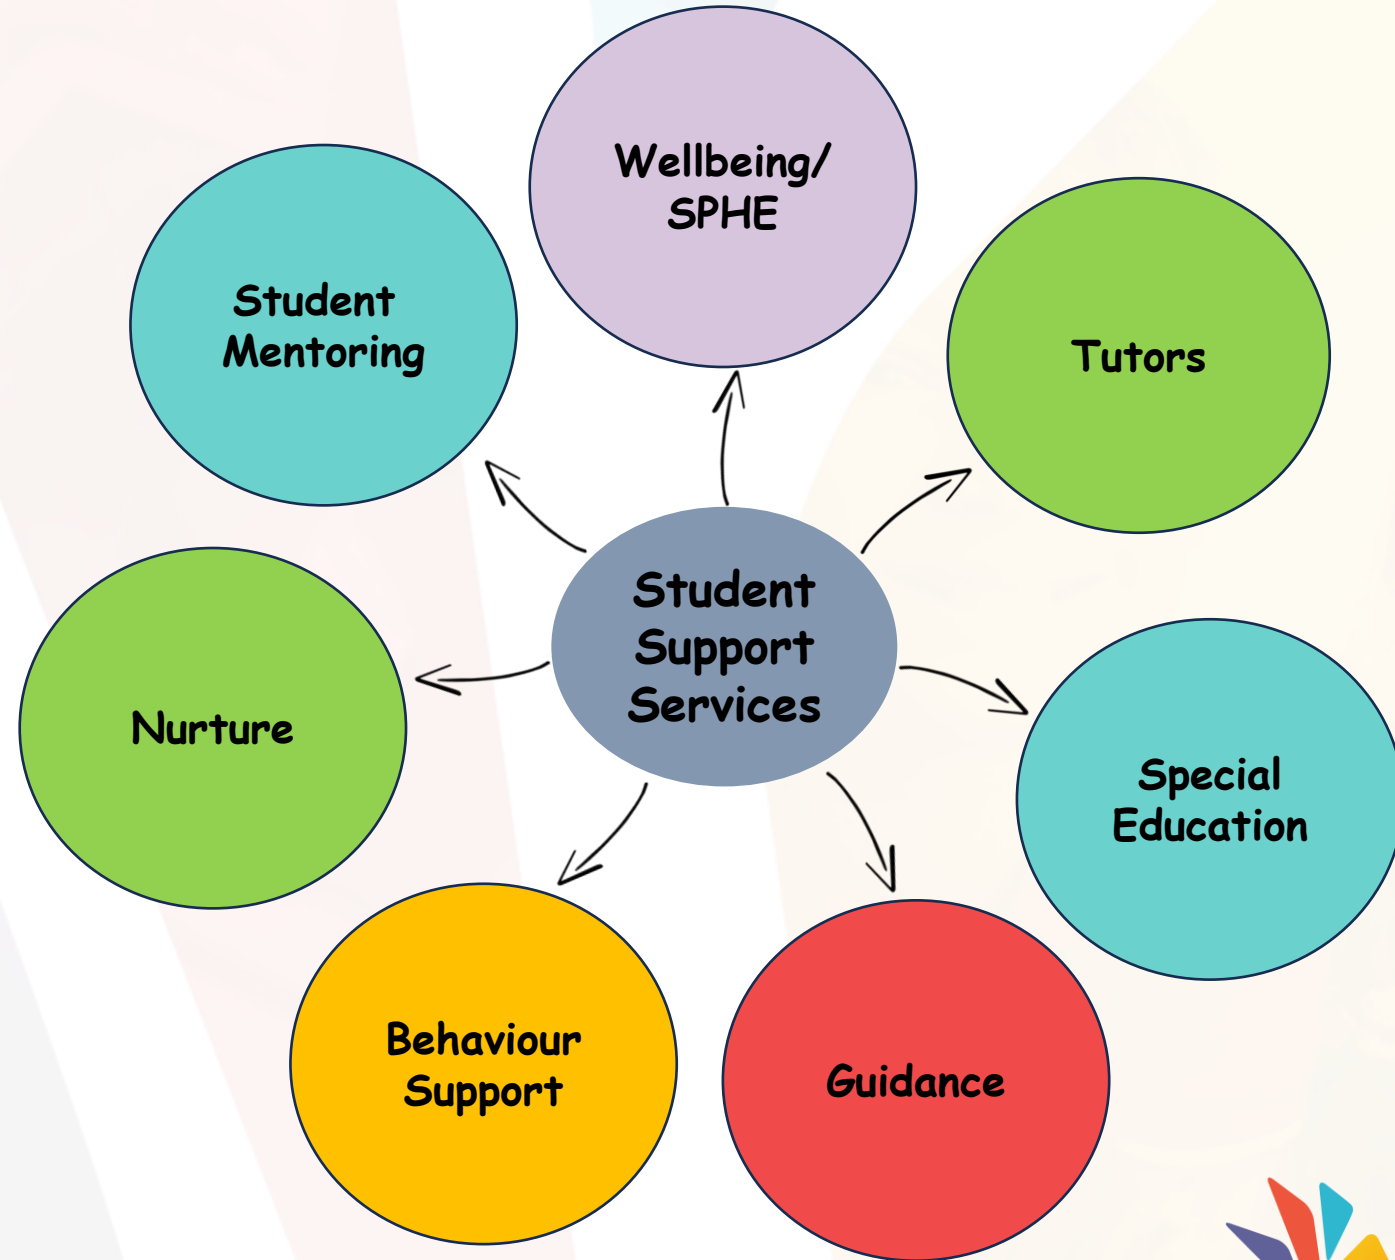 Wellbeing/
SPHE
Student
Mentoring
Tutors
Student
Support
Services
Nurture
Special
Education
Behaviour
Support
Guidance